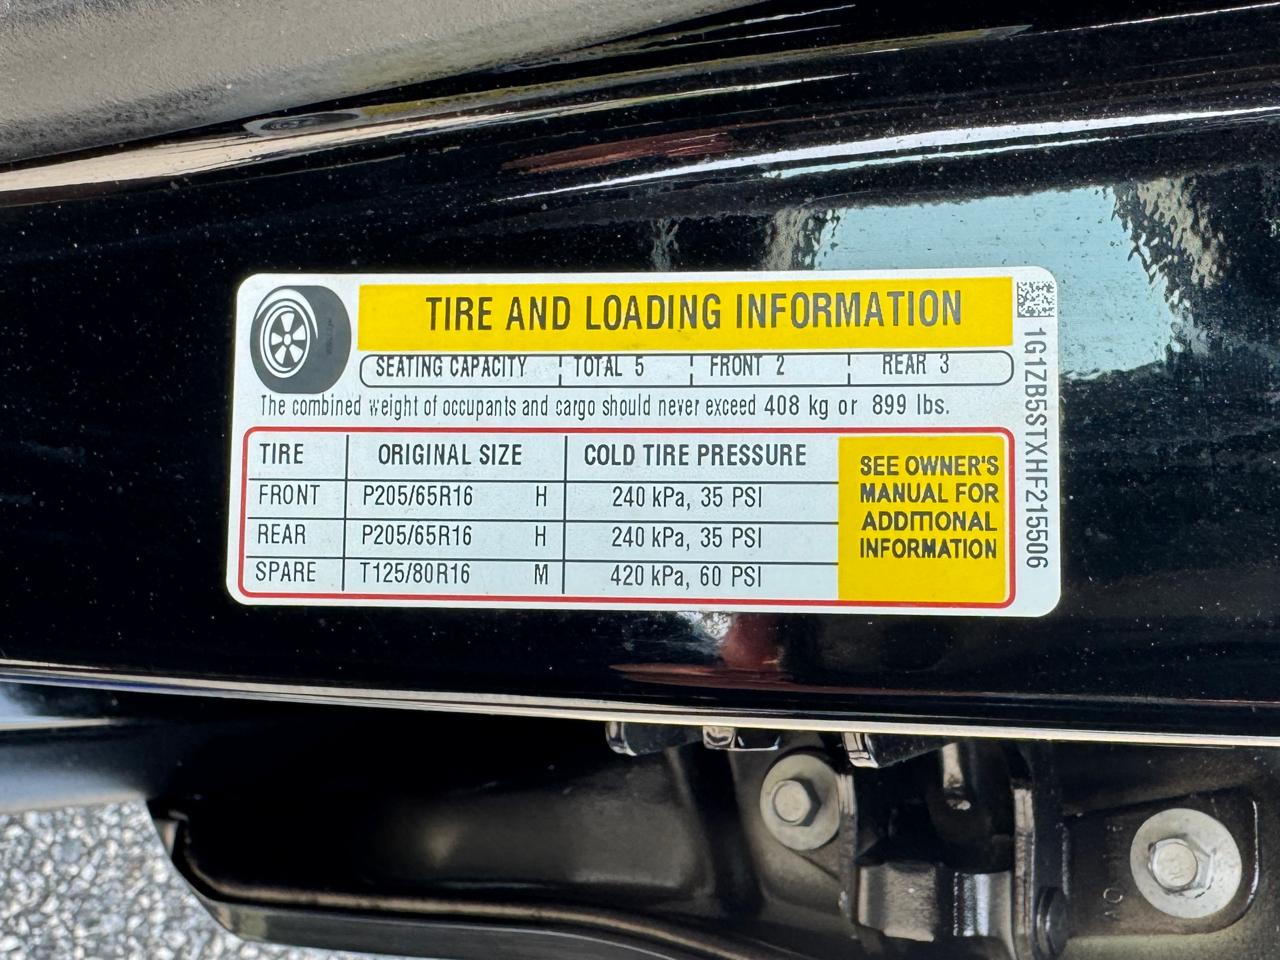 TIRE AND LOADING INFORMATION
SEATING CAPACITY TOTAL 5 FRONT 2 REAR 3
The combined weight of occupants and cargo should never exceed 408 kg or 899 lbs.
TIRE ORIGINAL SIZE COLD TIRE PRESSURE
FRONT P205/65R16 H 240 kPa, 35 PSI
REAR P205/65R16 H 240 kPa, 35 PSI
SPARE T125/80R16 M 420 kPa, 60 PSI
SEE OWNER'S
MANUAL FOR
ADDITIONAL
INFORMATION
1G1ZB5STXHF215506